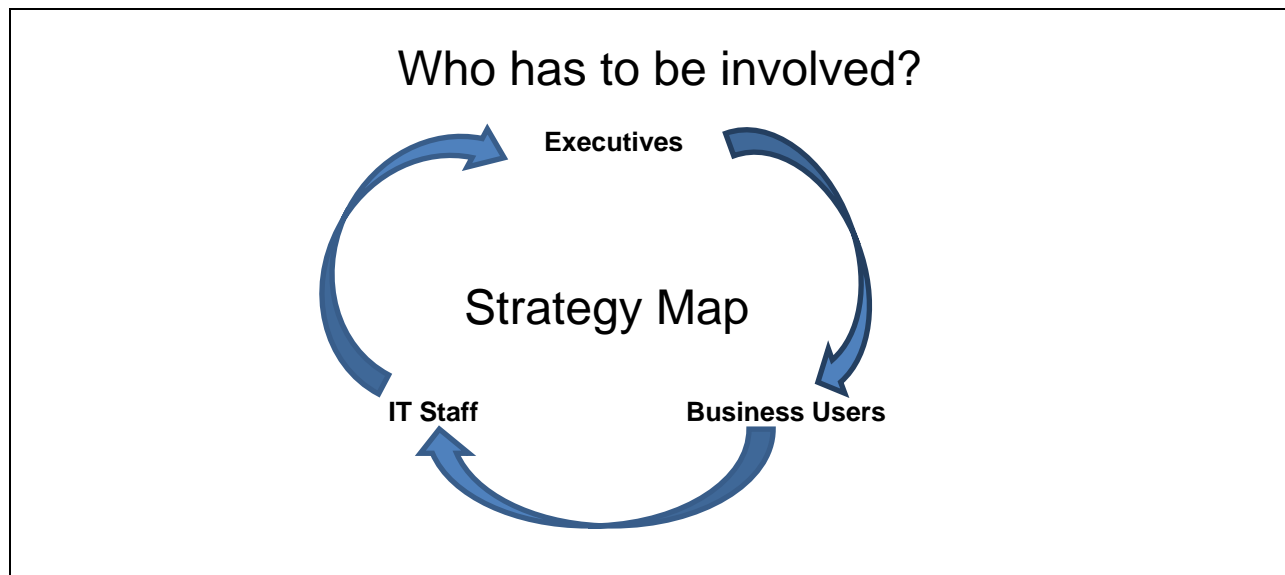 Who has to be involved?
Executives
Strategy Map
IT Staff
Business Users